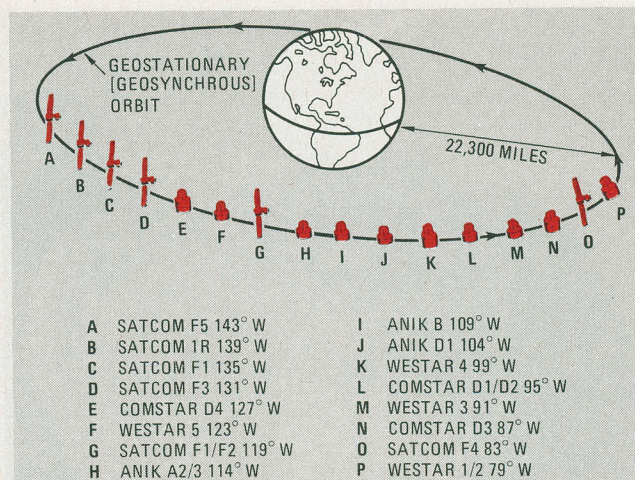 GEOSTATIONARY
[GEOSYNCHROUS]
ORBIT
22,300 MILES
A
B
C
D
E
F
G
H
I
J
K
L
M
N
O
P
A SATCOM F5 143° W
B SATCOM 1R 139° W
C SATCOM F1 135° W
D SATCOM F3 131° W
E COMSTAR D4 127° W
F WESTAR 5 123° W
G SATCOM F1/F2 119° W
H ANIK A2/3 114° W
I ANIK B 109° W
J ANIK D1 104° W
K WESTAR 4 99° W
L COMSTAR D1/D2 95° W
M WESTAR 3 91° W
N COMSTAR D3 87° W
O SATCOM F4 83° W
P WESTAR 1/2 79° W